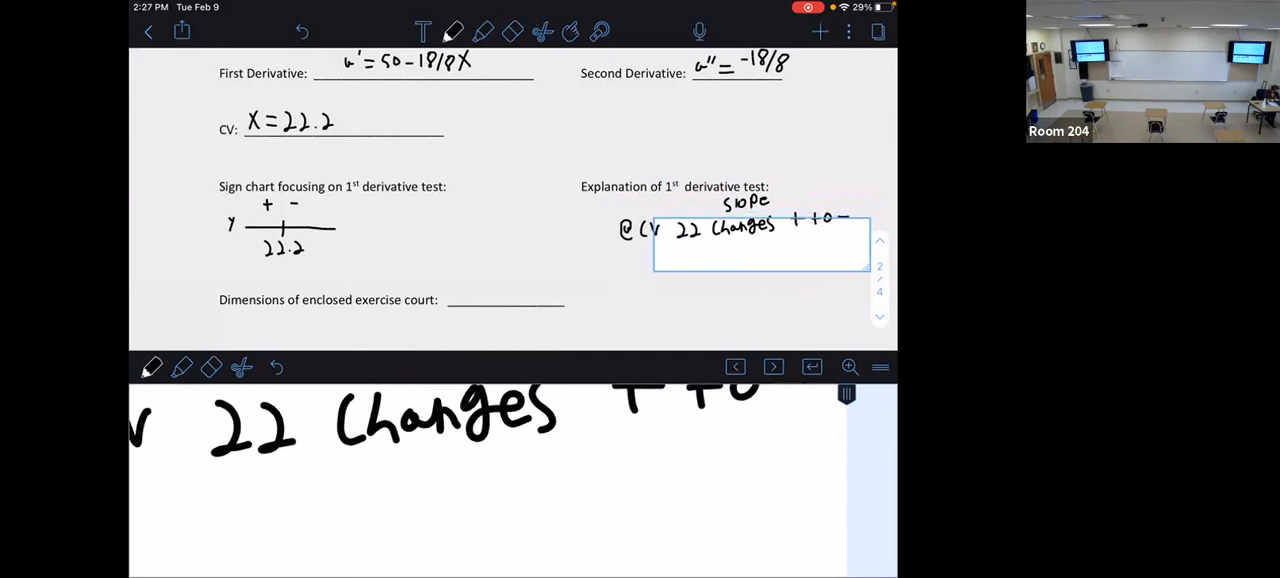 2:27 PM Tue Feb 9
29%
First Derivative: u' = 50 - 18/8X
Second Derivative: u'' = -18/8
CV: X = 22.2
Sign chart focusing on 1st derivative test:
Explanation of 1st derivative test:
+ -
Y
22.2
slope
@ CV 22 Changes + to -
Dimensions of enclosed exercise court:
2
/
4
V 22 Changes + to
Room 204